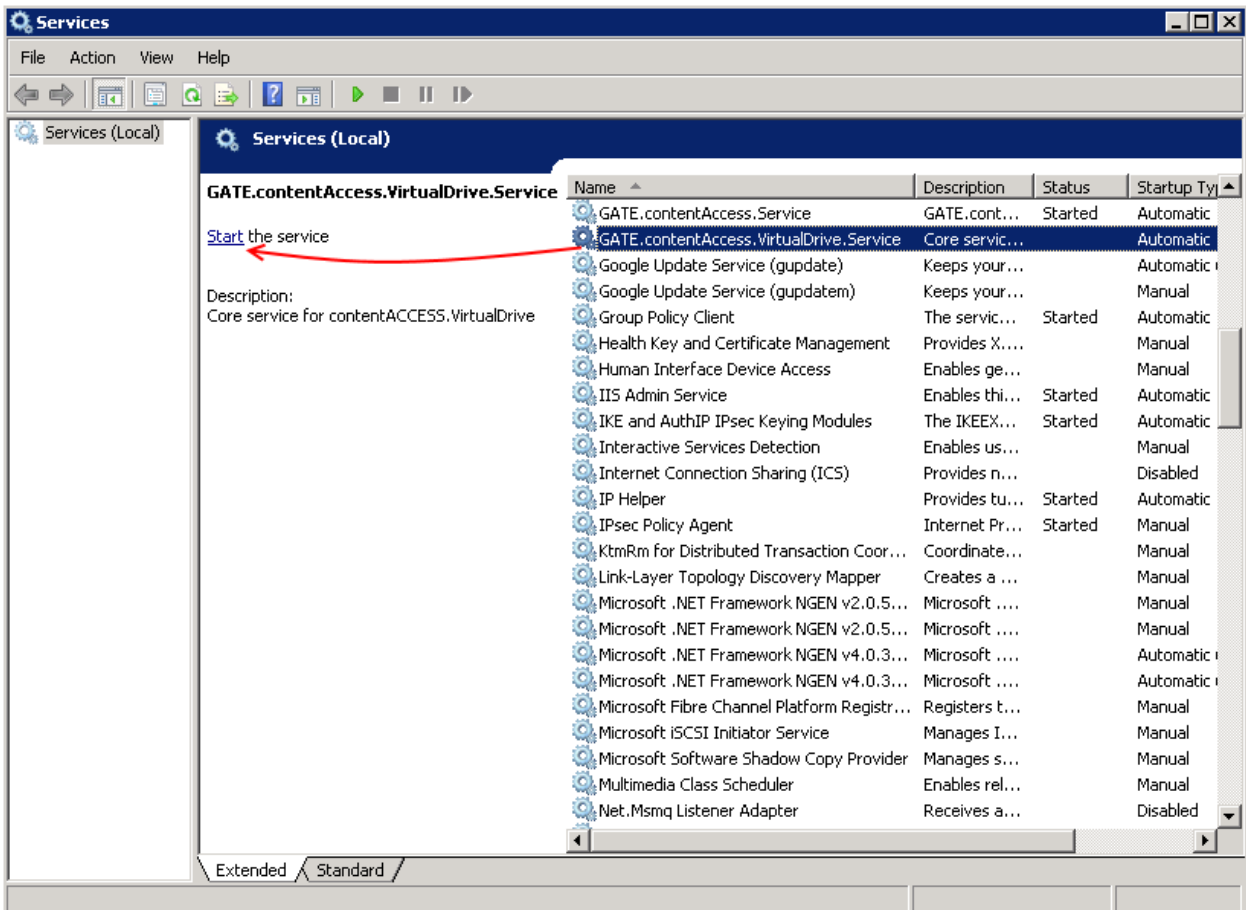 Services
File Action View Help
Services (Local)
Services (Local)
GATE.contentAccess.VirtualDrive.Service
Start the service
Description:
Core service for contentACCESS.VirtualDrive
Name Description Status Startup Ty
GATE.contentAccess.Service GATE.cont... Started Automatic
GATE.contentAccess.VirtualDrive.Service Core servic... Automatic
Google Update Service (gupdate) Keeps your... Automatic
Google Update Service (gupdatem) Keeps your... Manual
Group Policy Client The servic... Started Automatic
Health Key and Certificate Management Provides X.... Manual
Human Interface Device Access Enables ge... Manual
IIS Admin Service Enables thi... Started Automatic
IKE and AuthIP IPsec Keying Modules The IKEEX... Started Automatic
Interactive Services Detection Enables us... Manual
Internet Connection Sharing (ICS) Provides n... Disabled
IP Helper Provides tu... Started Automatic
IPsec Policy Agent Internet Pr... Started Manual
KtmRm for Distributed Transaction Coor... Coordinate... Manual
Link-Layer Topology Discovery Mapper Creates a ... Manual
Microsoft .NET Framework NGEN v2.0.5... Microsoft .... Manual
Microsoft .NET Framework NGEN v2.0.5... Microsoft .... Manual
Microsoft .NET Framework NGEN v4.0.3... Microsoft .... Automatic
Microsoft .NET Framework NGEN v4.0.3... Microsoft .... Automatic
Microsoft Fibre Channel Platform Registr... Registers t... Manual
Microsoft iSCSI Initiator Service Manages I... Manual
Microsoft Software Shadow Copy Provider Manages s... Manual
Multimedia Class Scheduler Enables rel... Manual
Net.Msmq Listener Adapter Receives a... Disabled
Extended Standard